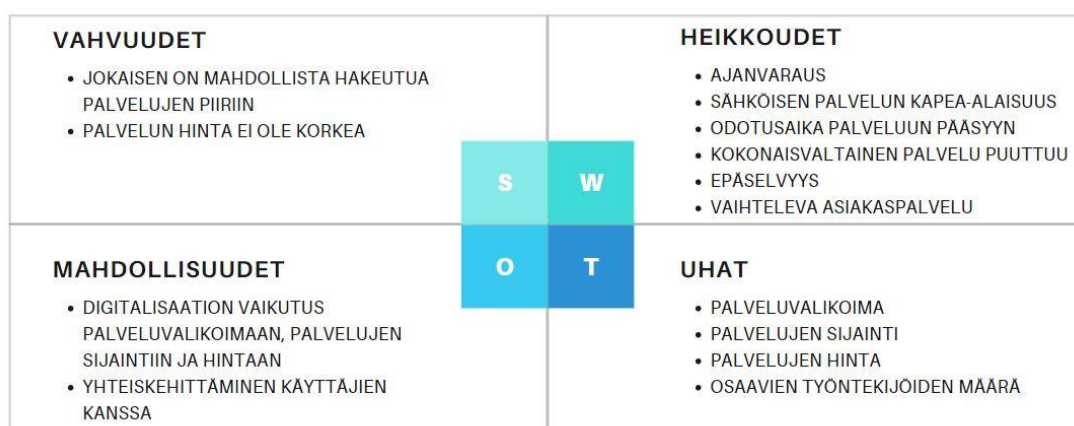 VAHVUUDET
• JOKAISEN ON MAHDOLLISTA HAKEUTUA
PALVELUJEN PIIRIIN
• PALVELUN HINTA EI OLE KORKEA
HEIKKOUDET
• AJANVARAUS
• SÄHKÖISEN PALVELUN KAPEA-ALAISUUS
• ODOTUSAIKA PALVELUUN PÄÄSYYN
• KOKONAISVALTAINEN PALVELU PUUTTUU
• EPÄSELVYYS
• VAIHTELEVA ASIAKASPALVELU
S
W
O
T
MAHDOLLISUUDET
• DIGITALISAATION VAIKUTUS
PALVELUVALIKOIMAAN, PALVELUJEN
SIJAINTIIN JA HINTAAN
• YHTEISKEHITTÄMINEN KÄYTTÄJIEN
KANSSA
UHAT
• PALVELUVALIKOIMA
• PALVELUJEN SIJAINTI
• PALVELUJEN HINTA
• OSAAVIEN TYÖNTEKIJÖIDEN MÄÄRÄ